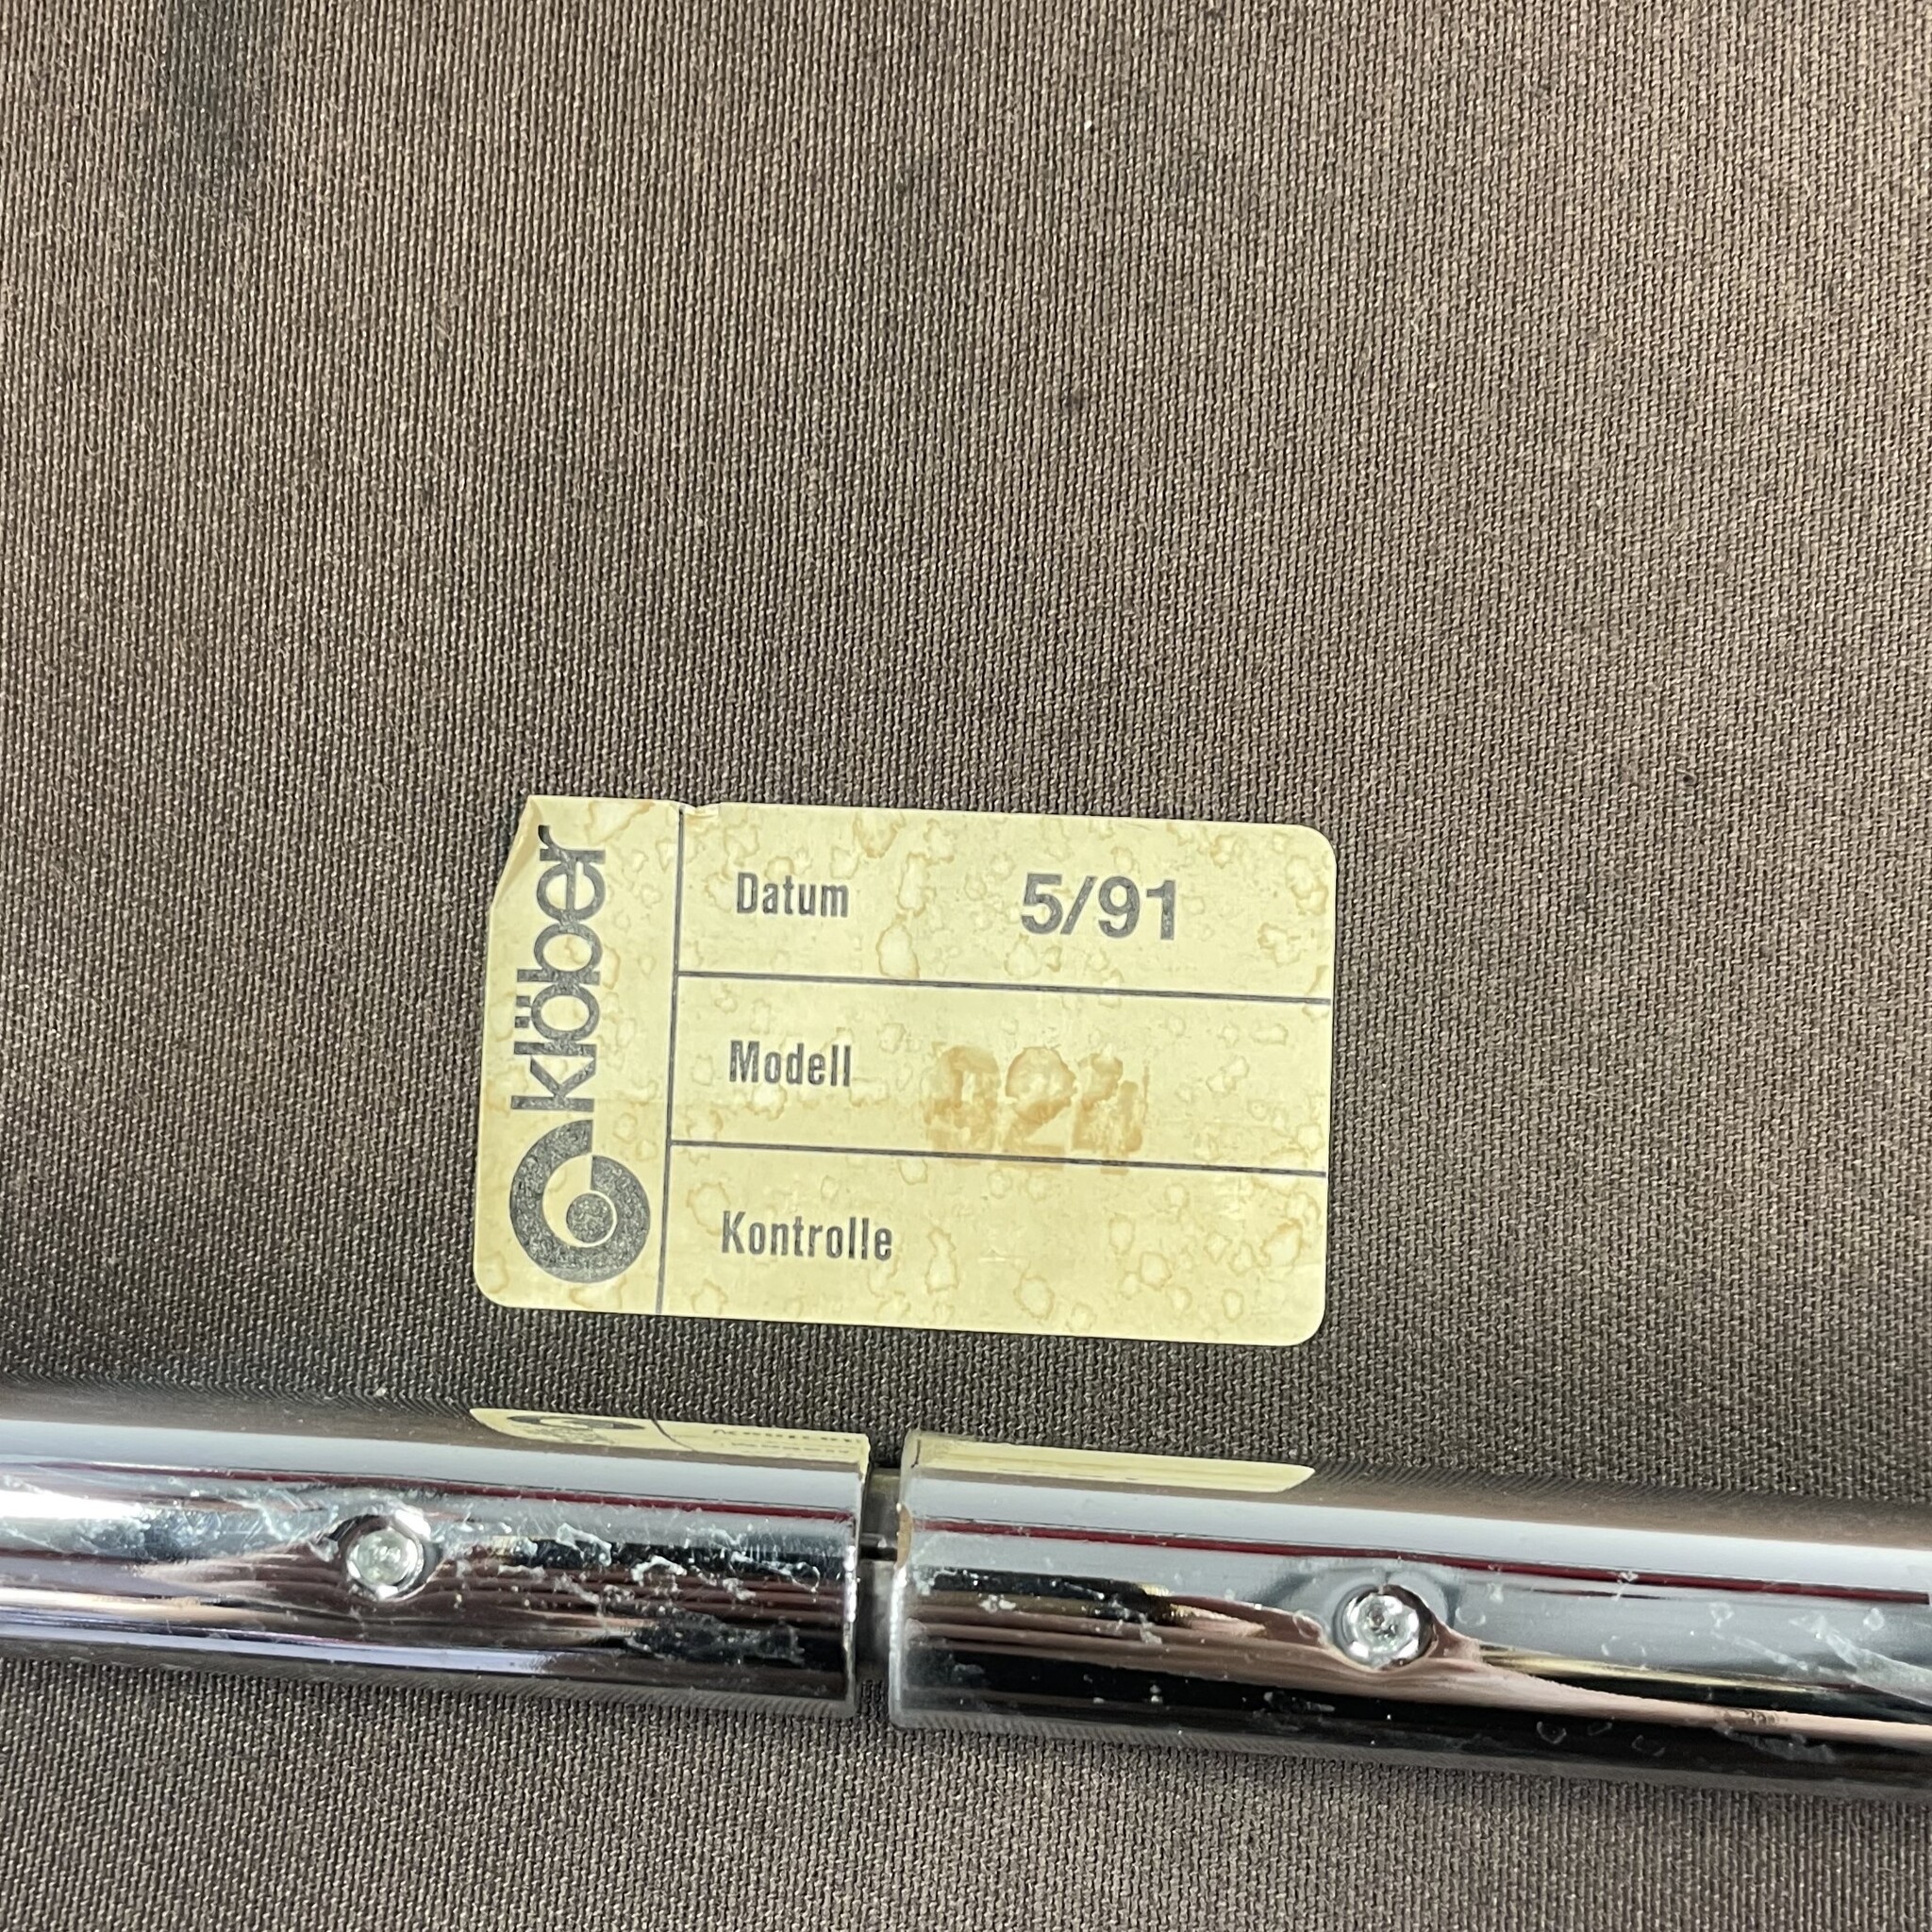 klöber
Datum 5/91
Modell
Kontrolle